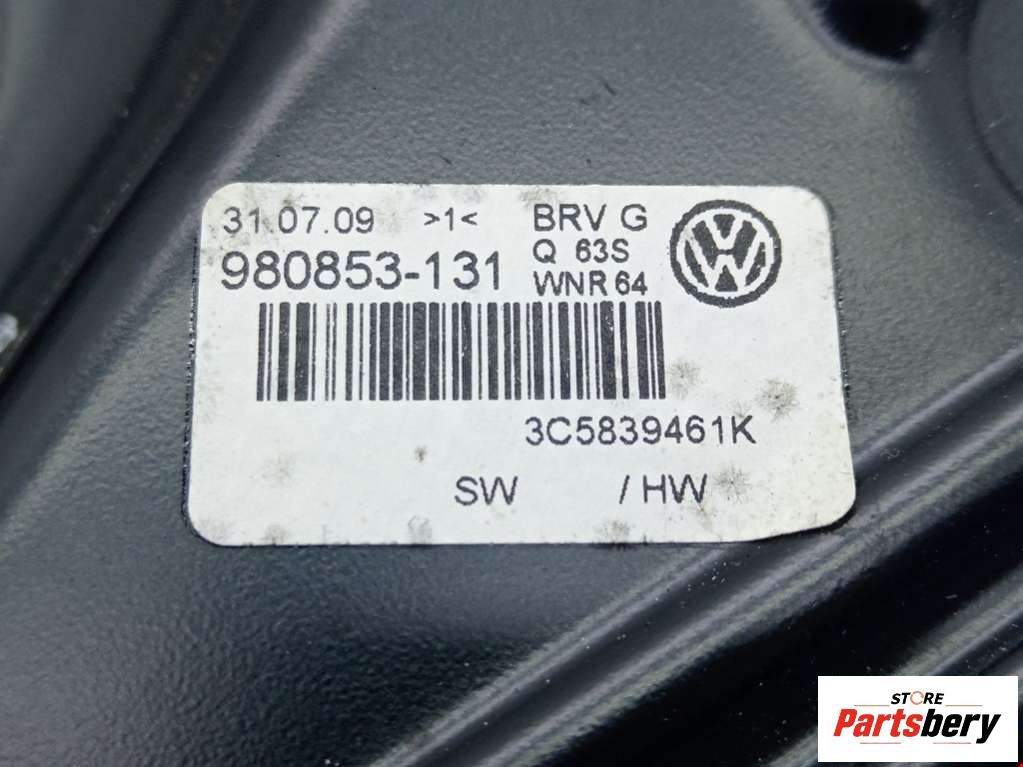 31.07.09 >1< BRV G
980853-131 Q 63S
WNR 64
3C5839461K
SW / HW
STORE
Partsbery